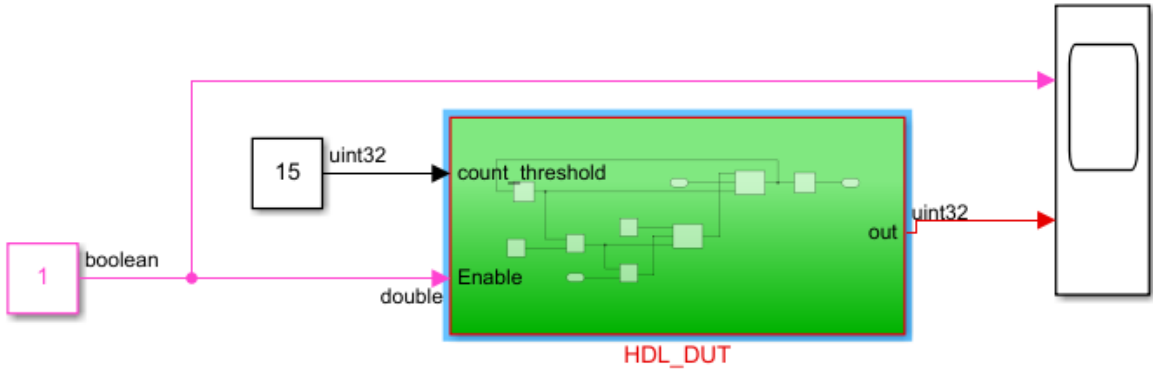 15
uint32
count_threshold
uint32
out
boolean
1
Enable
double
HDL_DUT